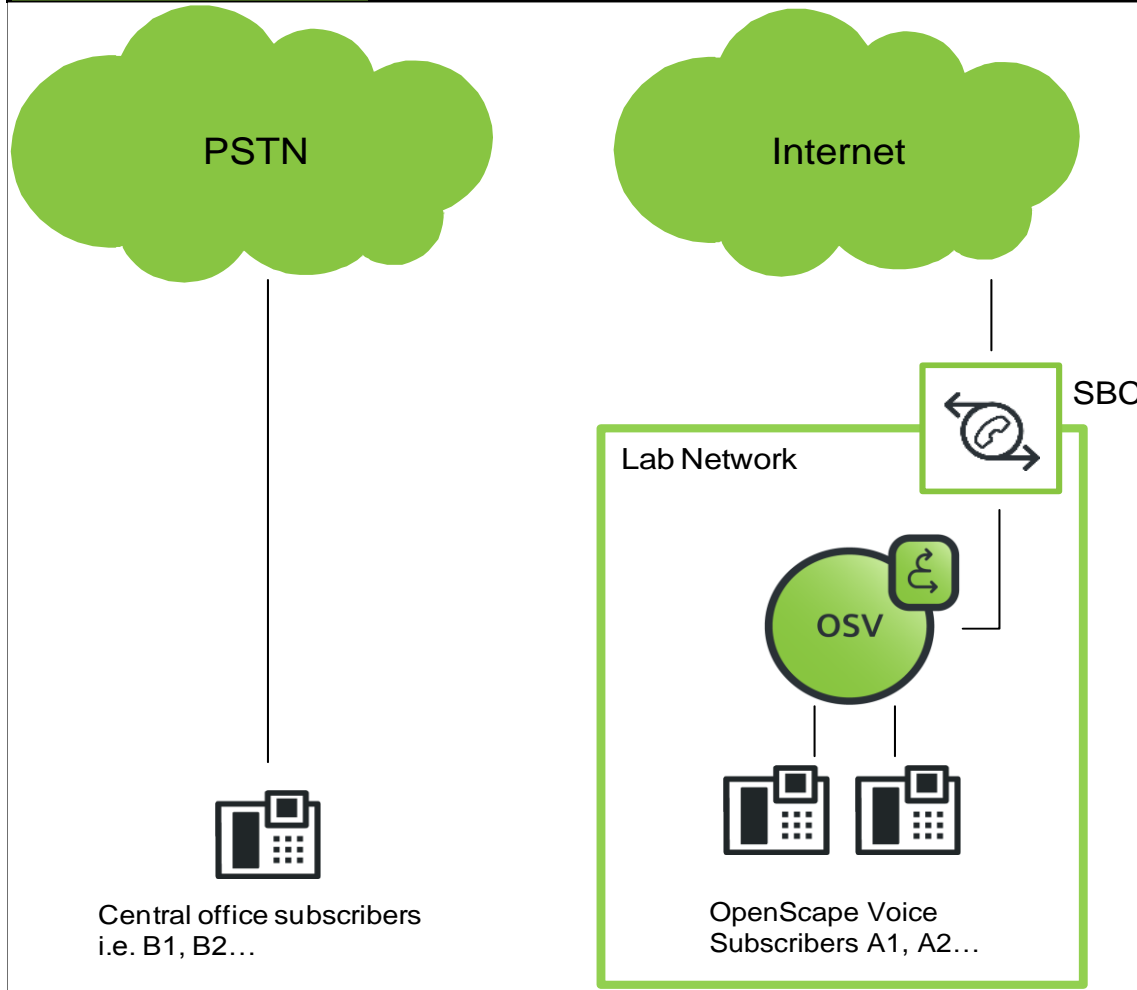 PSTN
Internet
SBC
Lab Network
OSV
Central office subscribers
i.e. B1, B2…
OpenScape Voice
Subscribers A1, A2…